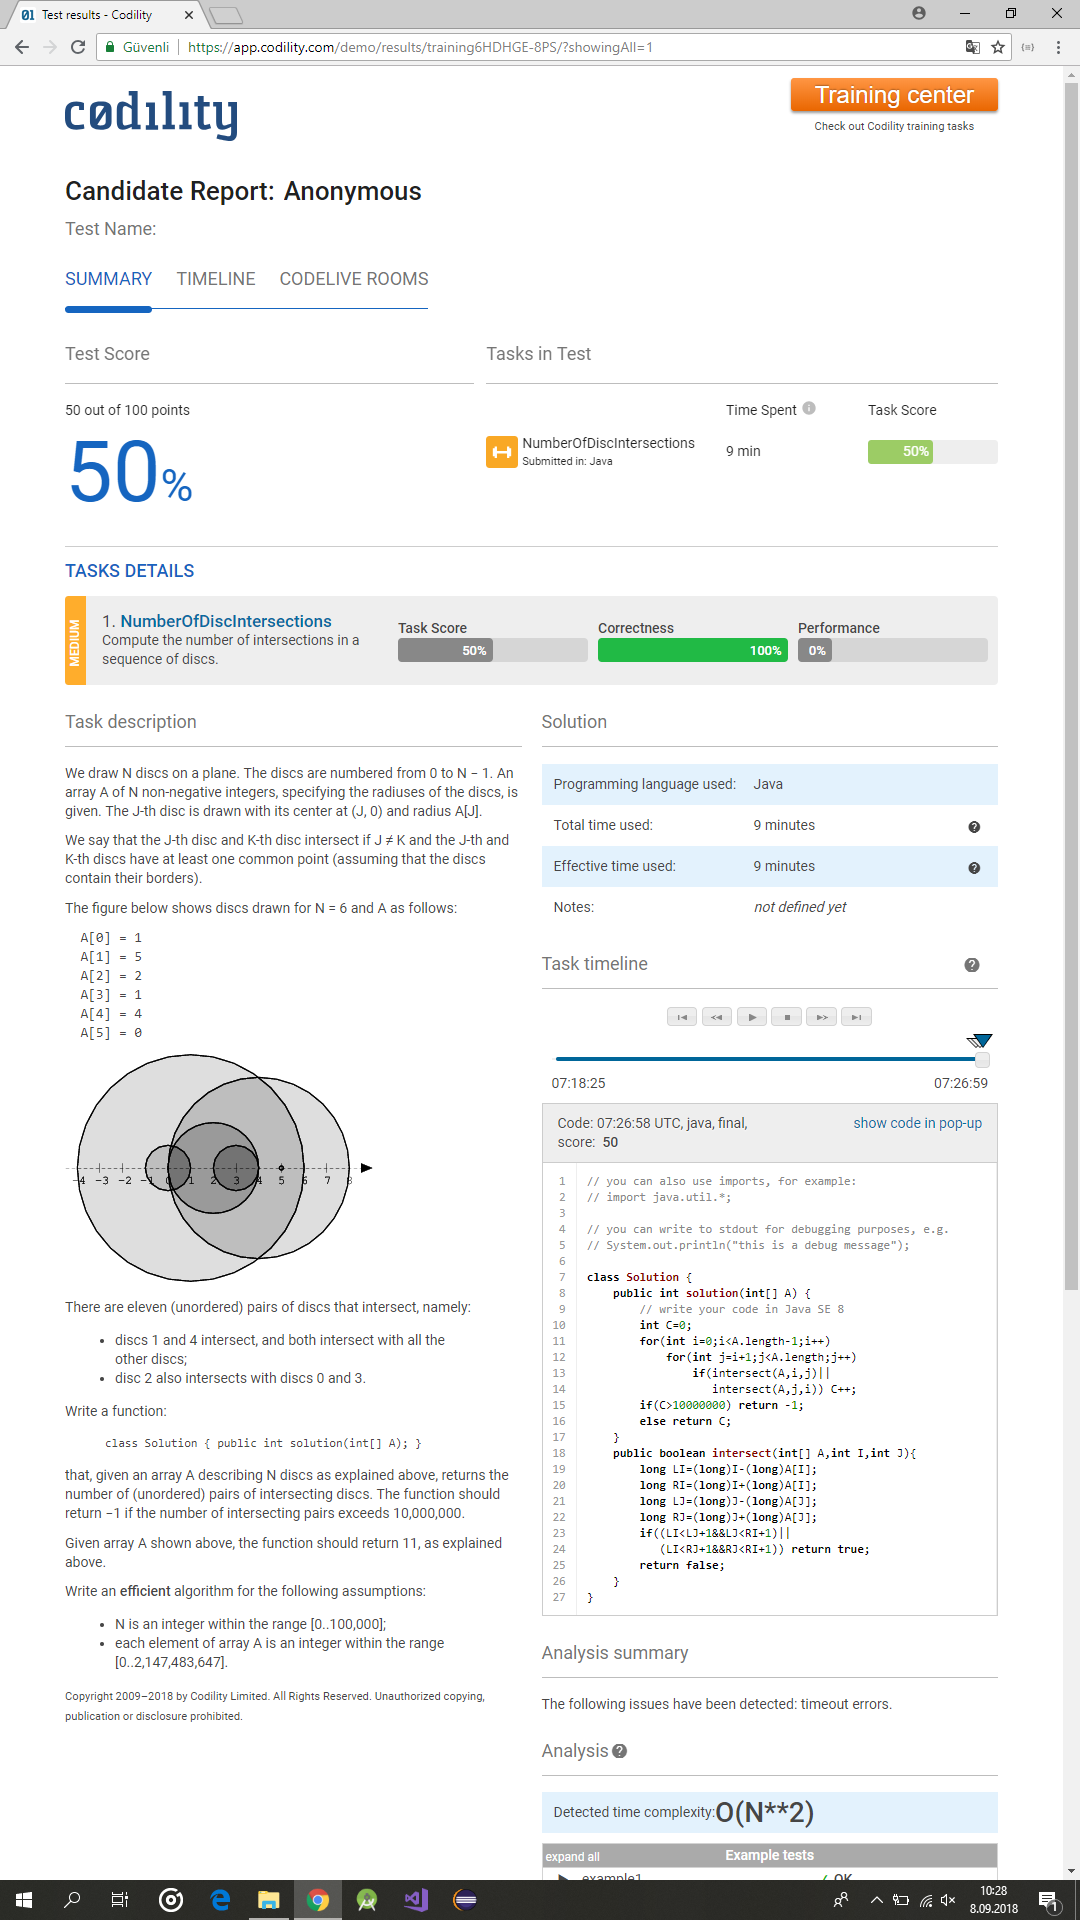 Test results - Codility
Güvenli
https://app.codility.com/demo/results/training6HDHGE-8PS/?showingAll=1
codility
Training center
Check out Codility training tasks
Candidate Report: Anonymous
Test Name:
SUMMARY TIMELINE CODELIVE ROOMS
Test Score
50 out of 100 points
50%
Tasks in Test
Time Spent Task Score
NumberOfDiscIntersections
Submitted in: Java
9 min
50%
TASKS DETAILS
MEDIUM
1. NumberOfDiscIntersections
Compute the number of intersections in a
sequence of discs.
Task Score
50%
Correctness
100%
Performance
0%
Task description
We draw N discs on a plane. The discs are numbered from 0 to N − 1. An
array A of N non-negative integers, specifying the radiuses of the discs, is
given. The J-th disc is drawn with its center at (J, 0) and radius A[J].
We say that the J-th disc and K-th disc intersect if J ≠ K and the J-th and
K-th discs have at least one common point (assuming that the discs
contain their borders).
The figure below shows discs drawn for N = 6 and A as follows:
A[0] = 1
A[1] = 5
A[2] = 2
A[3] = 1
A[4] = 4
A[5] = 0
-4 -3 -2 -1 0 1 2 3 4 5 6 7 8
There are eleven (unordered) pairs of discs that intersect, namely:
• discs 1 and 4 intersect, and both intersect with all the
other discs;
• disc 2 also intersects with discs 0 and 3.
Write a function:
class Solution { public int solution(int[] A); }
that, given an array A describing N discs as explained above, returns the
number of (unordered) pairs of intersecting discs. The function should
return −1 if the number of intersecting pairs exceeds 10,000,000.
Given array A shown above, the function should return 11, as explained
above.
Write an efficient algorithm for the following assumptions:
• N is an integer within the range [0..100,000];
• each element of array A is an integer within the range
[0..2,147,483,647].
Copyright 2009–2018 by Codility Limited. All Rights Reserved. Unauthorized copying,
publication or disclosure prohibited.
Solution
Programming language used: Java
Total time used: 9 minutes
Effective time used: 9 minutes
Notes: not defined yet
Task timeline
07:18:25 07:26:59
Code: 07:26:58 UTC, java, final,
score: 50
show code in pop-up
1 // you can also use imports, for example:
2 // import java.util.*;
3
4 // you can write to stdout for debugging purposes, e.g.
5 // System.out.println("this is a debug message");
6
7 class Solution {
8 public int solution(int[] A) {
9 // write your code in Java SE 8
10 int C=0;
11 for(int i=0;i<A.length-1;i++)
12 for(int j=i+1;j<A.length;j++)
13 if(intersect(A,i,j)||
14 intersect(A,j,i)) C++;
15 if(C>10000000) return -1;
16 else return C;
17 }
18 public boolean intersect(int[] A,int I,int J){
19 long LI=(long)I-(long)A[I];
20 long RI=(long)I+(long)A[I];
21 long LJ=(long)J-(long)A[J];
22 long RJ=(long)J+(long)A[J];
23 if((LI<LJ+1&&LJ<RI+1)||
24 (LI<RJ+1&&RJ<RI+1)) return true;
25 return false;
26 }
27 }
Analysis summary
The following issues have been detected: timeout errors.
Analysis
Detected time complexity: O(N**2)
expand all Example tests
example1 ✓ OK
10:28
8.09.2018
1